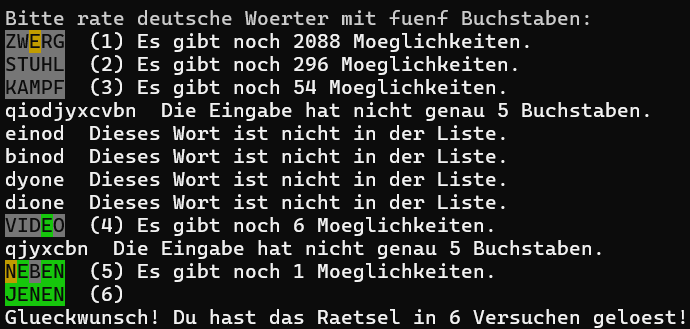 Bitte rate deutsche Woerter mit fuenf Buchstaben:
ZWERG  (1) Es gibt noch 2088 Moeglichkeiten.
STUHL  (2) Es gibt noch 296 Moeglichkeiten.
KAMPF  (3) Es gibt noch 54 Moeglichkeiten.
qiodjyxcvbn  Die Eingabe hat nicht genau 5 Buchstaben.
einod  Dieses Wort ist nicht in der Liste.
binod  Dieses Wort ist nicht in der Liste.
dyone  Dieses Wort ist nicht in der Liste.
dione  Dieses Wort ist nicht in der Liste.
VIDEO  (4) Es gibt noch 6 Moeglichkeiten.
qjyxcbn  Die Eingabe hat nicht genau 5 Buchstaben.
NEBEN  (5) Es gibt noch 1 Moeglichkeiten.
JENEN  (6)
Glueckwunsch! Du hast das Raetsel in 6 Versuchen geloest!